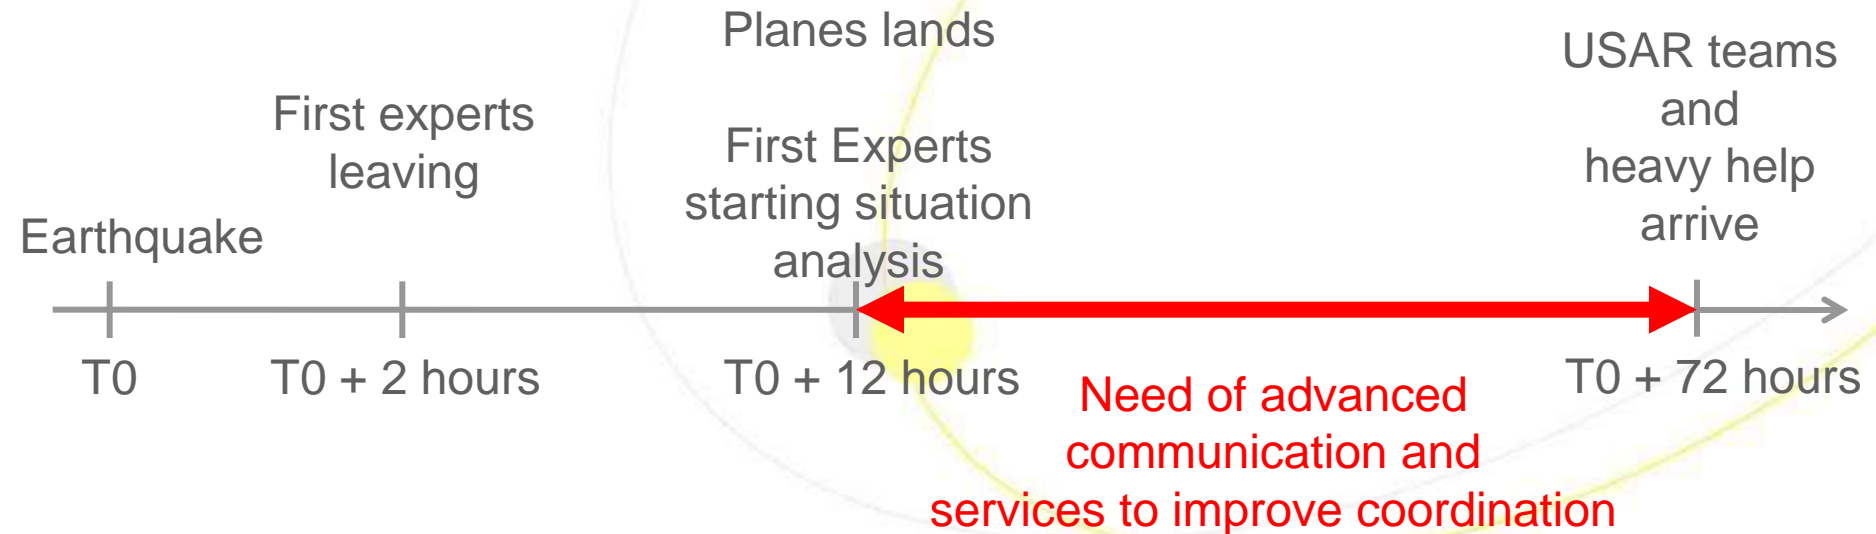 Earthquake
T0
First experts
leaving
T0 + 2 hours
Planes lands
First Experts
starting situation
analysis
T0 + 12 hours
Need of advanced
communication and
services to improve coordination
USAR teams
and
heavy help
arrive
T0 + 72 hours